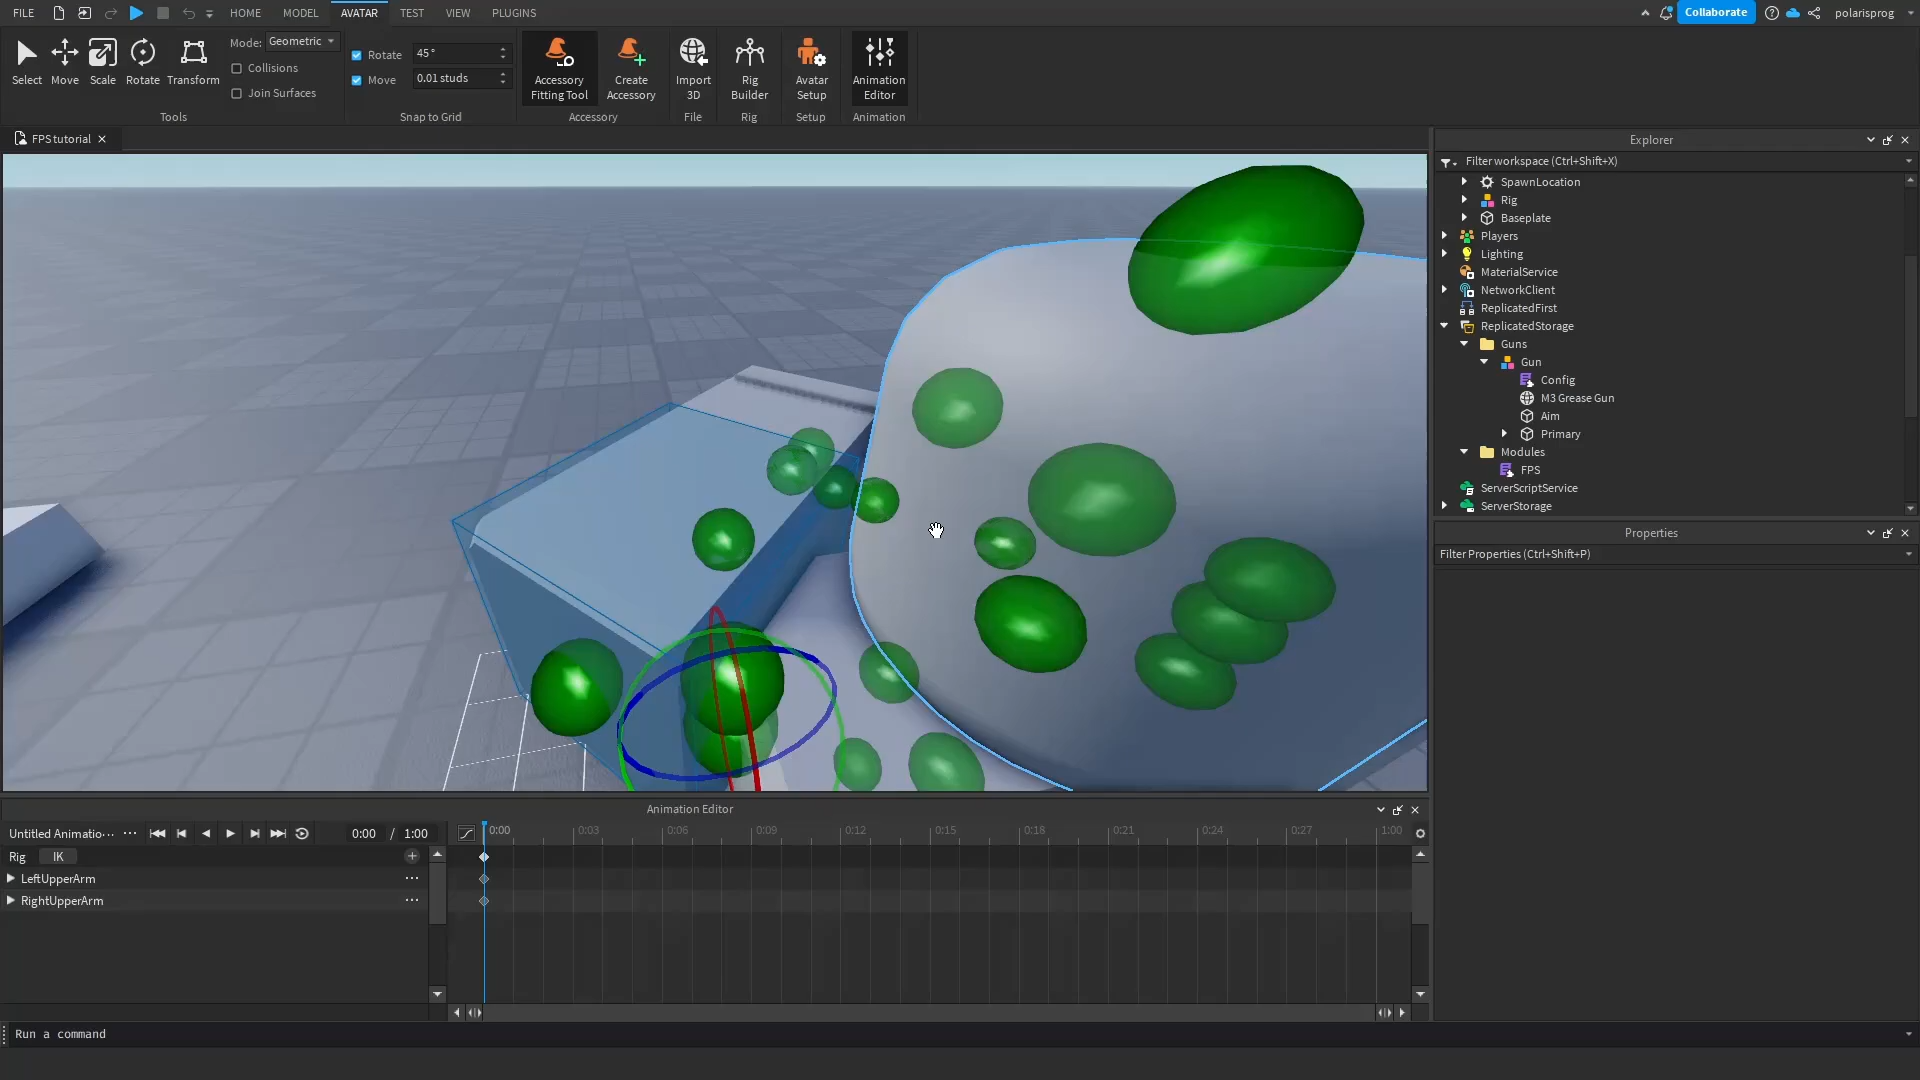 FILE HOME MODEL AVATAR TEST VIEW PLUGINS Collaborate polarisprog
Select Move Scale Rotate Transform
Mode: Geometric
Collisions
Join Surfaces
Tools
Rotate 45 °
Move 0.01 studs
Snap to Grid
Accessory Fitting Tool
Create Accessory
Accessory
Import 3D
File
Rig Builder
Rig
Avatar Setup
Setup
Animation Editor
Animation
FPS tutorial
Explorer
Filter workspace (Ctrl+Shift+X)
SpawnLocation
Rig
Baseplate
Players
Lighting
MaterialService
NetworkClient
ReplicatedFirst
ReplicatedStorage
Guns
Gun
Config
M3 Grease Gun
Aim
Primary
Modules
FPS
ServerScriptService
ServerStorage
Properties
Filter Properties (Ctrl+Shift+P)
Animation Editor
Untitled Animatio··· 0:00 / 1:00
0:00 0:03 0:06 0:09 0:12 0:15 0:18 0:21 0:24 0:27 1:00
Rig IK
LeftUpperArm
RightUpperArm
Run a command